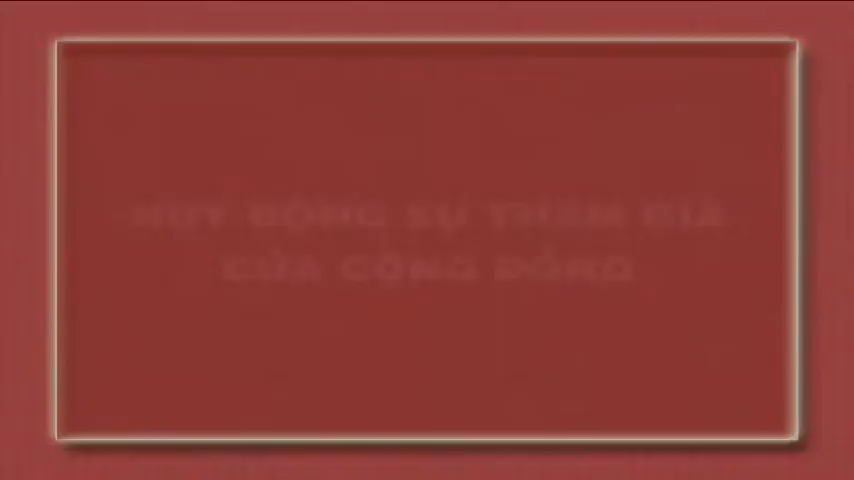 HUY ĐỘNG SỰ THAM GIA
CỦA CỘNG ĐỒNG